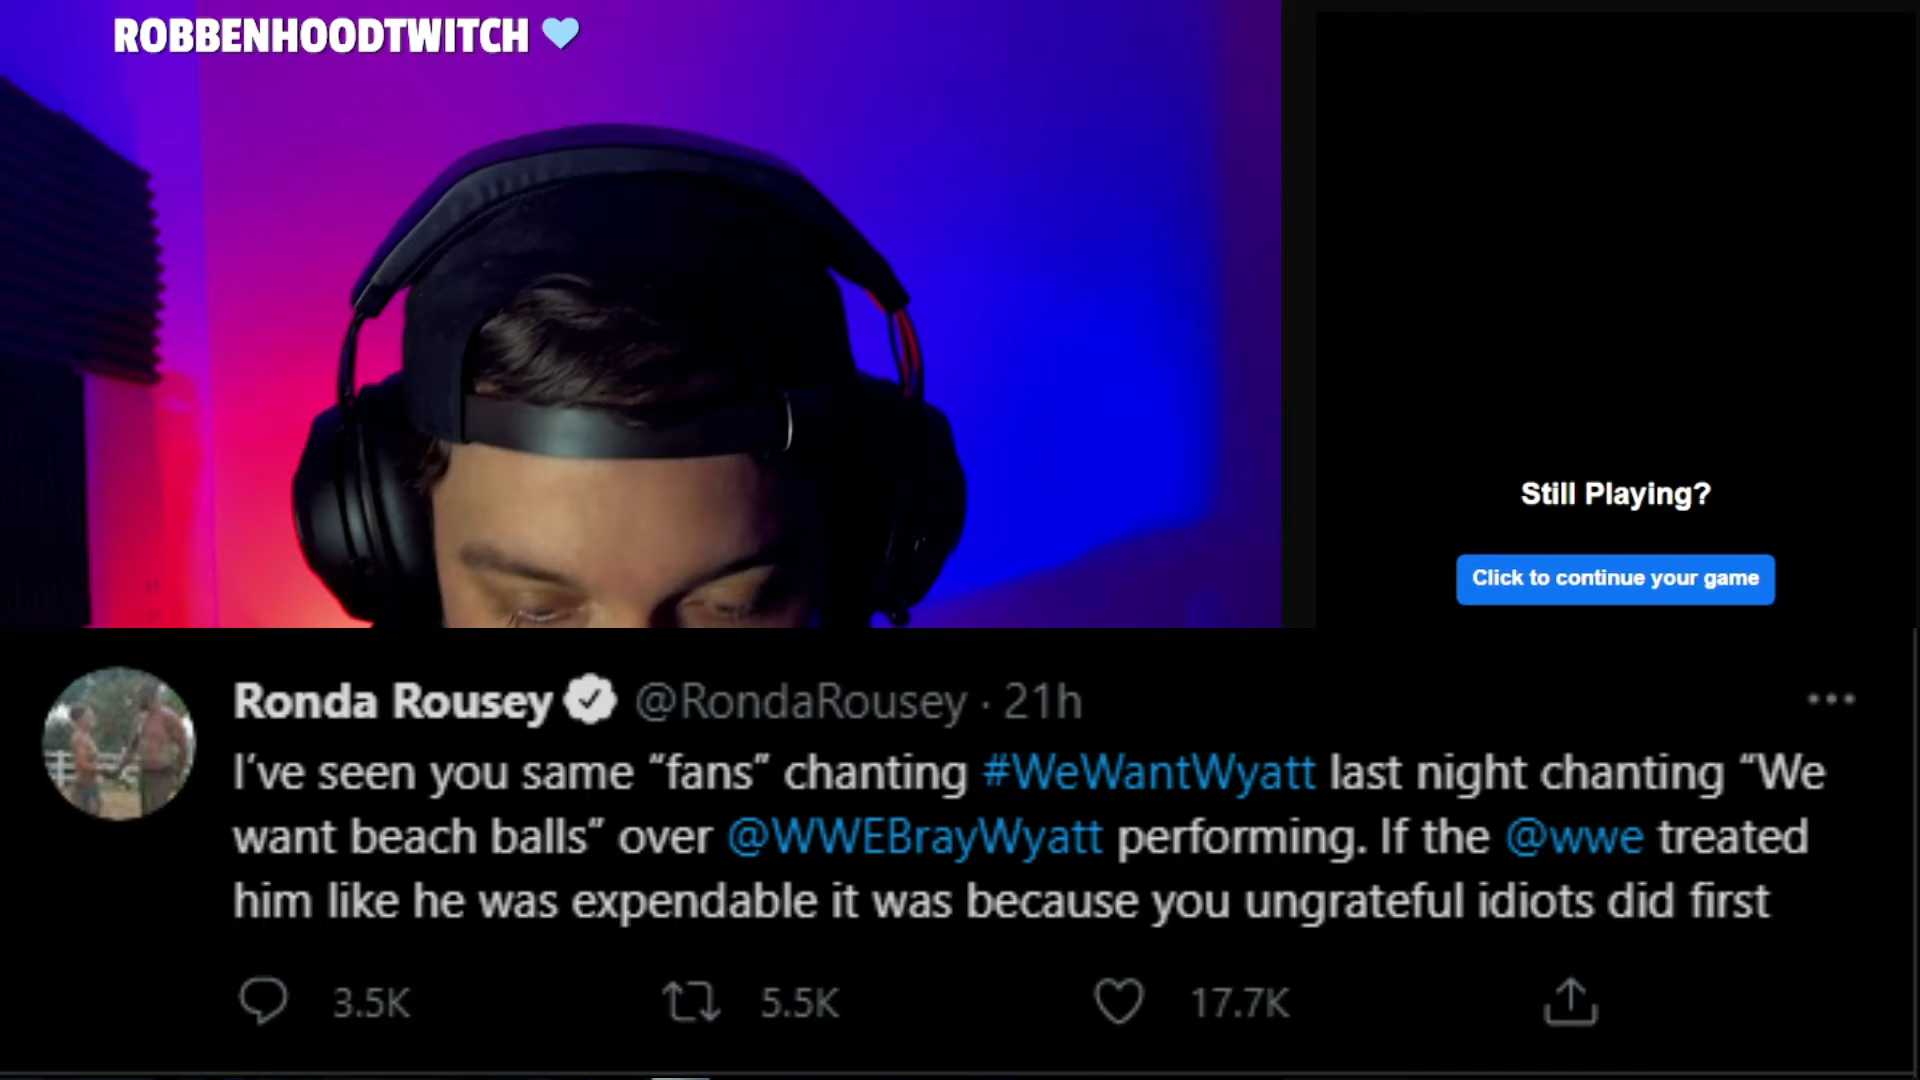 ROBBENHOODTWITCH
Still Playing?
Click to continue your game
Ronda Rousey @RondaRousey · 21h
I’ve seen you same “fans” chanting #WeWantWyatt last night chanting “We
want beach balls” over @WWEBrayWyatt performing. If the @wwe treated
him like he was expendable it was because you ungrateful idiots did first
3.5K 5.5K 17.7K